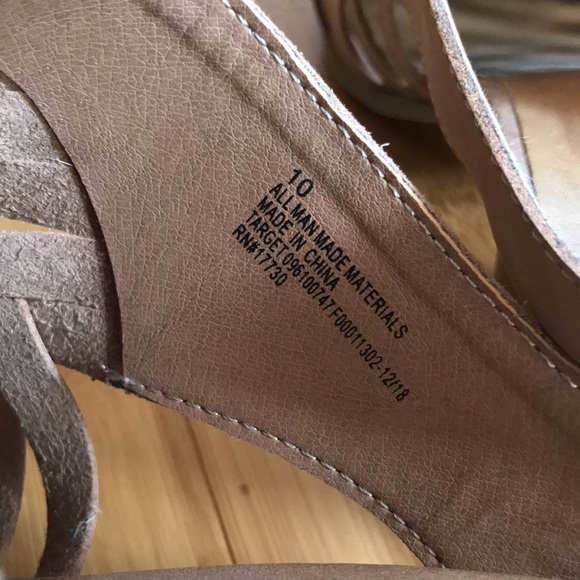 10
ALL MAN MADE MATERIALS
MADE IN CHINA
TARGET 096100747 F00011302-12/18
RN#17730